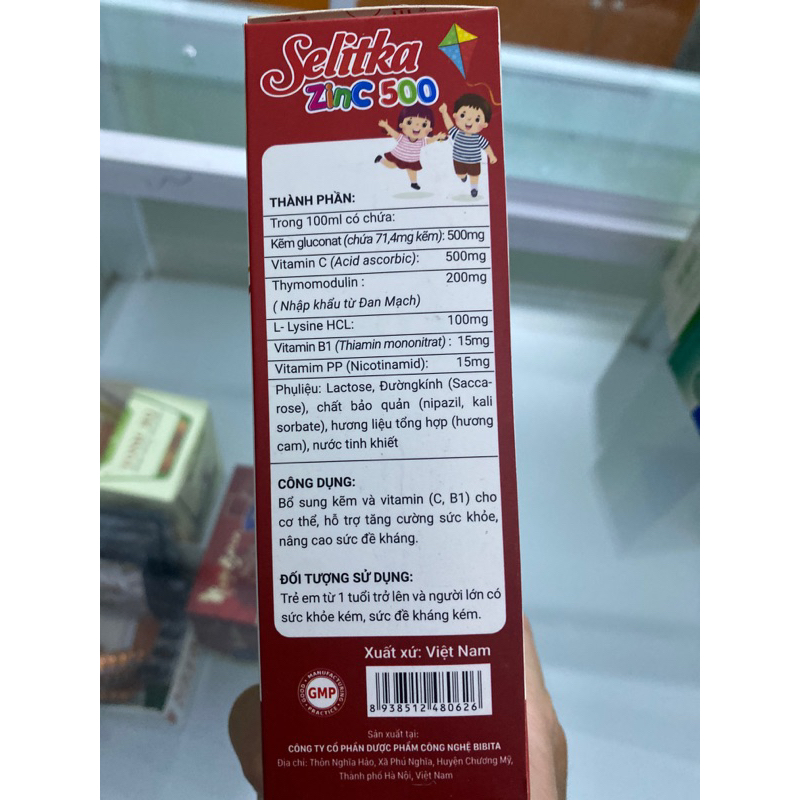 Selitka
ZinC 500
THÀNH PHẦN:
Trong 100ml có chứa:
Kẽm gluconat (chứa 71,4mg kẽm): 500mg
Vitamin C (Acid ascorbic): 500mg
Thymomodulin : 200mg
( Nhập khẩu từ Đan Mạch)
L- Lysine HCL: 100mg
Vitamin B1 (Thiamin mononitrat) : 15mg
Vitamim PP (Nicotinamid): 15mg
Phụliệu: Lactose, Đườngkính (Sacca-
rose), chất bảo quản (nipazil, kali
sorbate), hương liệu tổng hợp (hương
cam), nước tinh khiết
CÔNG DỤNG:
Bổ sung kẽm và vitamin (C, B1) cho
cơ thể, hỗ trợ tăng cường sức khỏe,
nâng cao sức đề kháng.
ĐỐI TƯỢNG SỬ DỤNG:
Trẻ em từ 1 tuổi trở lên và người lớn có
sức khỏe kém, sức đề kháng kém.
Xuất xứ: Việt Nam
GOOD MANUFACTURING PRACTICE
GMP
8 938512 480626
Sản xuất tại:
CÔNG TY CỔ PHẦN DƯỢC PHẨM CÔNG NGHỆ BIBITA
Địa chỉ: Thôn Nghĩa Hảo, Xã Phú Nghĩa, Huyện Chương Mỹ,
Thành phố Hà Nội, Việt Nam